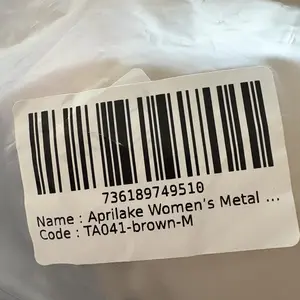 736189749510
Name : Aprilake Women's Metal ...
Code : TA041-brown-M